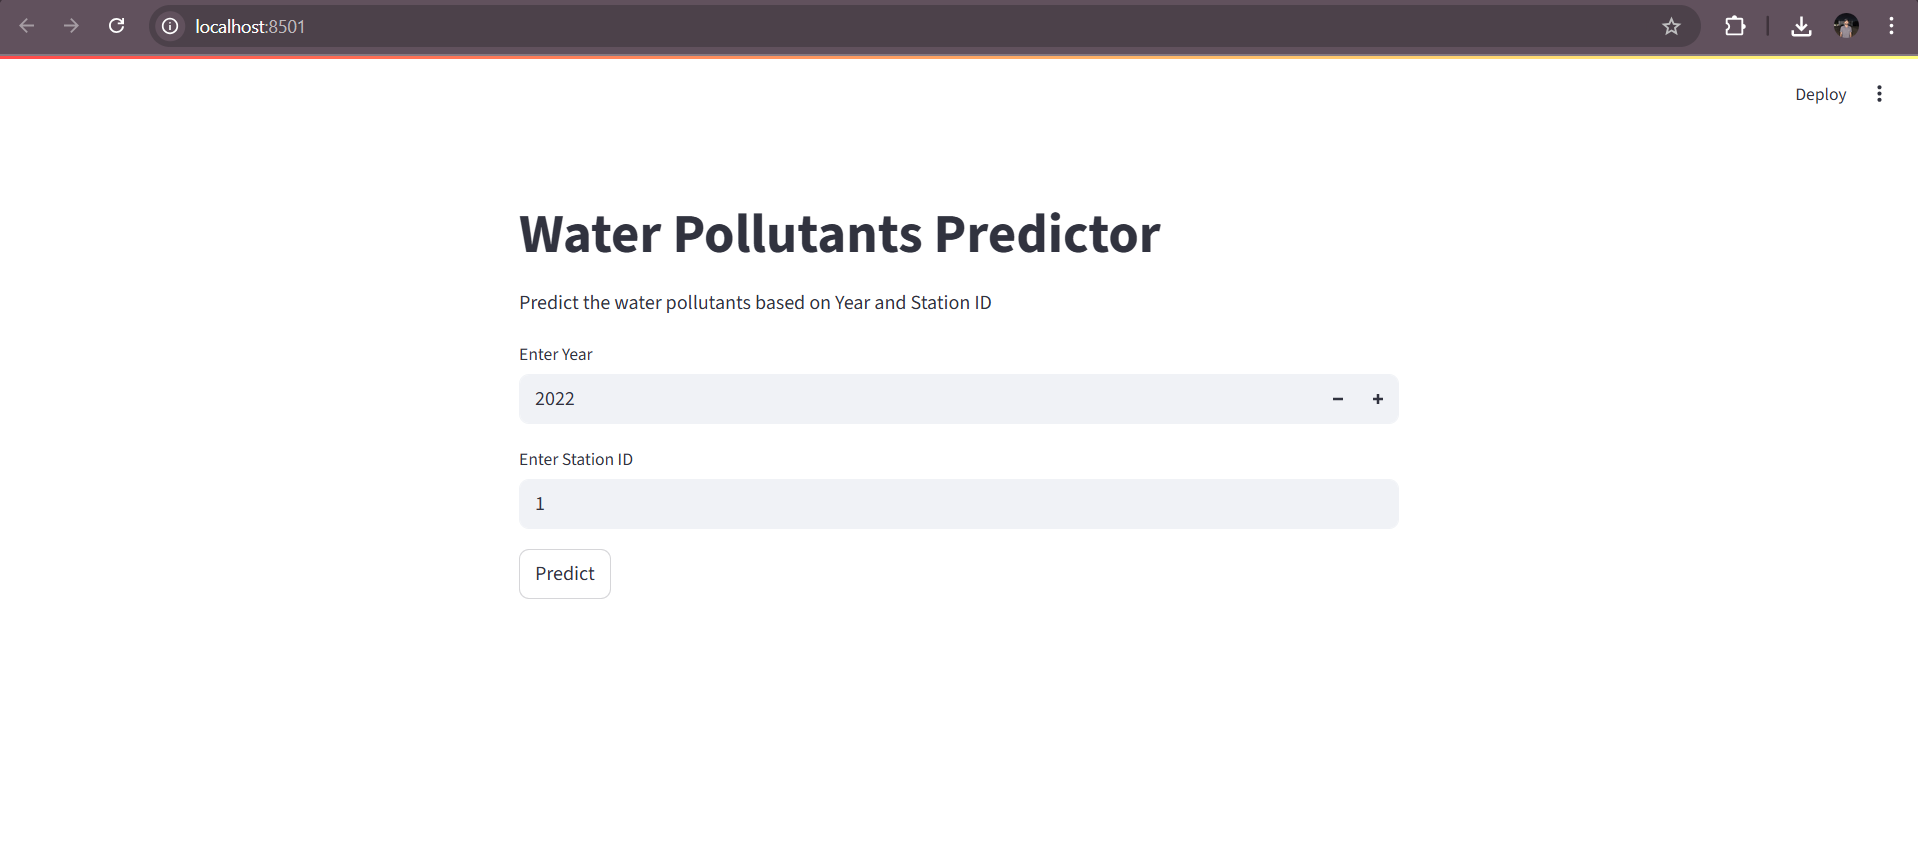 localhost:8501
Deploy
Water Pollutants Predictor
Predict the water pollutants based on Year and Station ID
Enter Year
2022
Enter Station ID
1
Predict